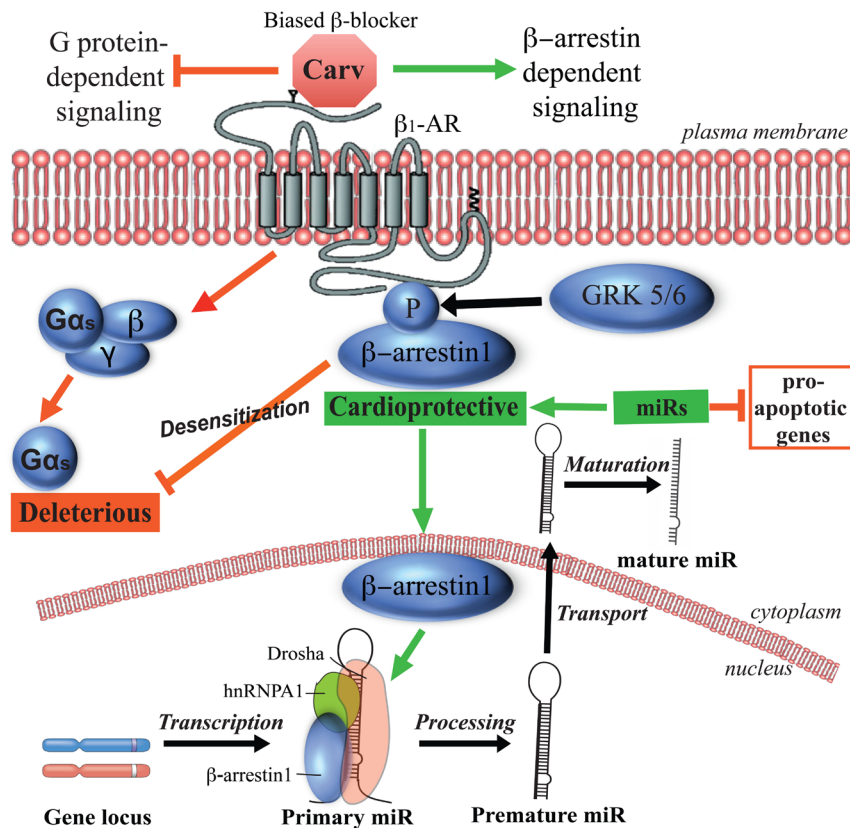 Biased β-blocker
G protein-
dependent
signaling
Carv
β-arrestin
dependent
signaling
β1-AR
plasma membrane
Gαs
β
γ
P
GRK 5/6
β-arrestin1
Desensitization
Cardioprotective
miRs
pro-
apoptotic
genes
Gαs
Deleterious
Maturation
mature miR
β-arrestin1
Transport
cytoplasm
nucleus
Drosha
hnRNPA1
Transcription
Processing
β-arrestin1
Gene locus
Primary miR
Premature miR